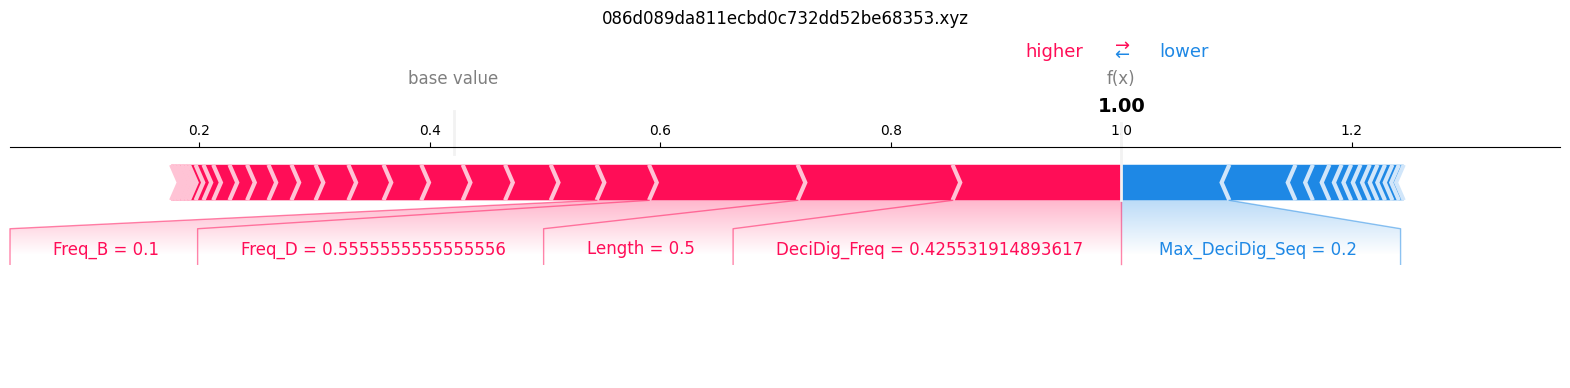 086d089da811ecbd0c732dd52be68353.xyz
higher ⇄ lower
base value f(x)
1.00
0.2 0.4 0.6 0.8 1.0 1.2
Freq_B = 0.1 Freq_D = 0.5555555555555556 Length = 0.5 DeciDig_Freq = 0.425531914893617 Max_DeciDig_Seq = 0.2